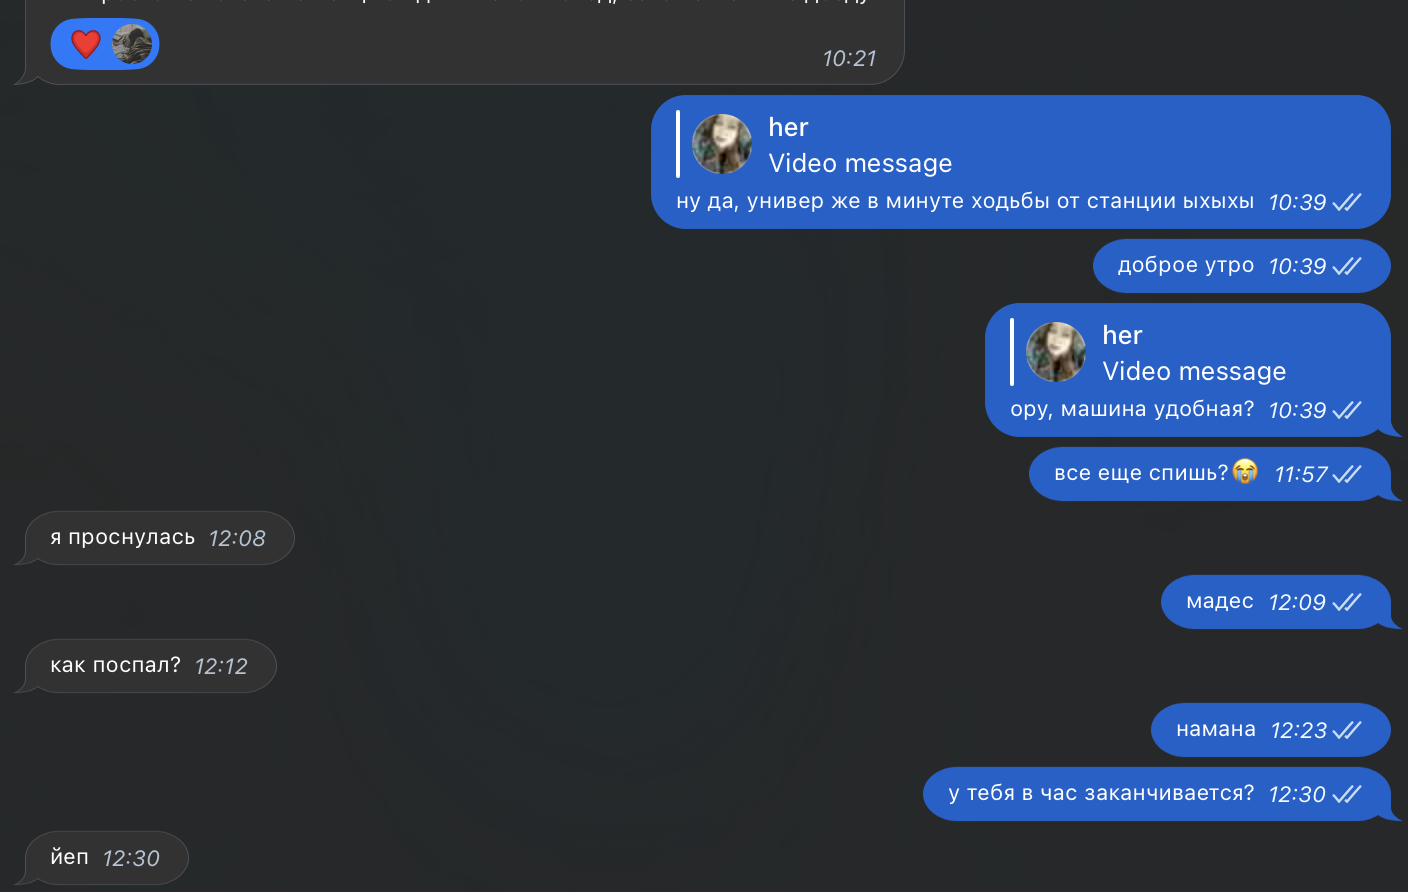 10:21
her
Video message
ну да, универ же в минуте ходьбы от станции ыхыхы 10:39
доброе утро 10:39
her
Video message
ору, машина удобная? 10:39
все еще спишь?😭 11:57
я проснулась 12:08
мадес 12:09
как поспал? 12:12
намана 12:23
у тебя в час заканчивается? 12:30
йеп 12:30